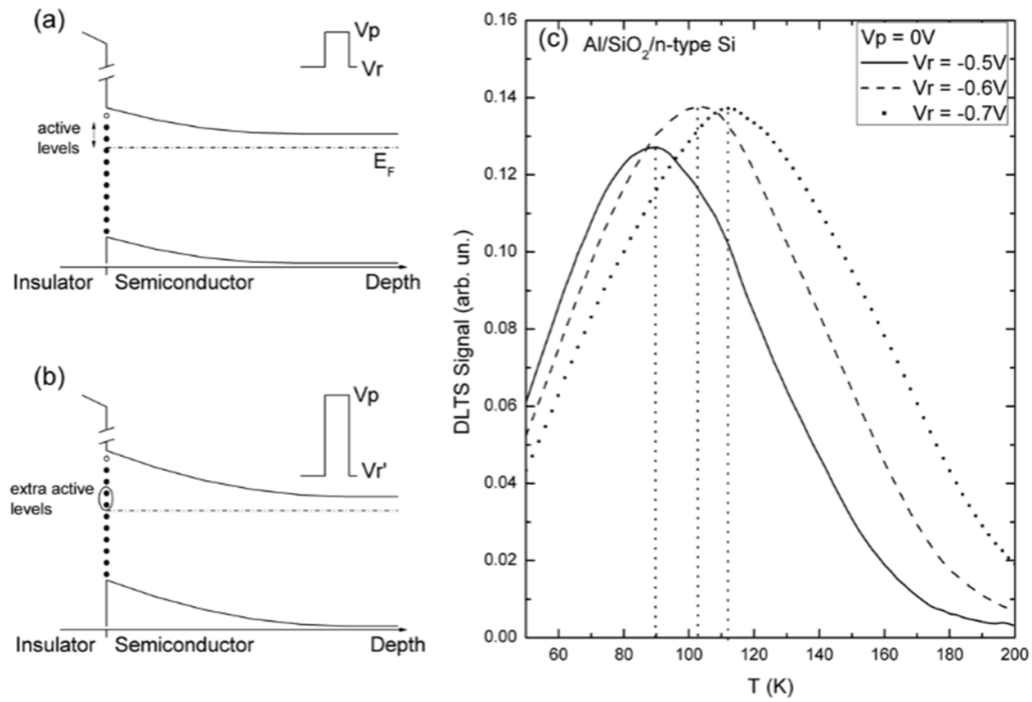 (a)
Vp
Vr
active
levels
E_F
Insulator
Semiconductor
Depth
(b)
Vp
Vr'
extra active
levels
Insulator
Semiconductor
Depth
(c)
Al/SiO₂/n-type Si
Vp = 0V
Vr = -0.5V
Vr = -0.6V
Vr = -0.7V
0.16
0.14
0.12
0.10
0.08
0.06
0.04
0.02
0.00
DLTS Signal (arb. un.)
60 80 100 120 140 160 180 200
T (K)